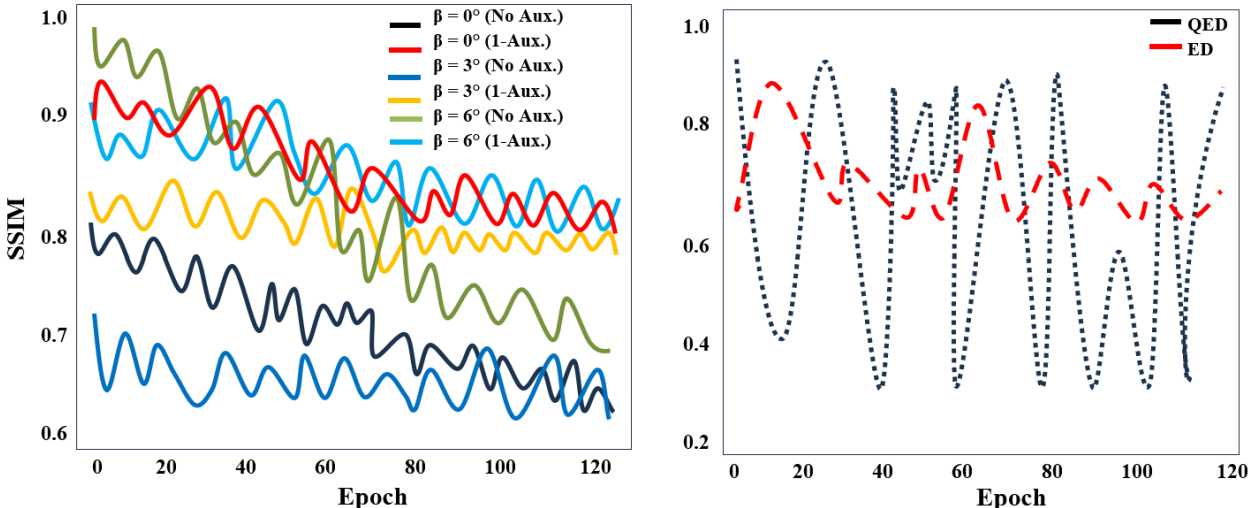 1.0
0.9
0.8
0.7
0.6
SSIM
β = 0° (No Aux.)
β = 0° (1-Aux.)
β = 3° (No Aux.)
β = 3° (1-Aux.)
β = 6° (No Aux.)
β = 6° (1-Aux.)
0 20 40 60 80 100 120
Epoch
1.0
0.8
0.6
0.4
0.2
QED
ED
0 20 40 60 80 100 120
Epoch